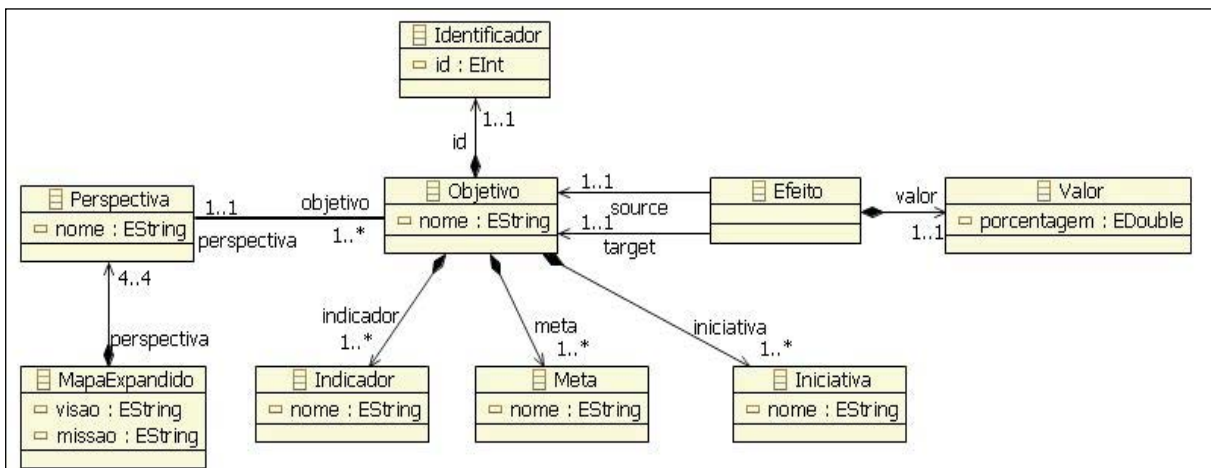 Identificador
id : EInt
1..1
id
Perspectiva
nome : EString
1..1
perspectiva
objetivo
1..*
Objetivo
nome : EString
1..1
source
1..1
target
Efeito
valor
1..1
Valor
porcentagem : EDouble
4..4
perspectiva
indicador
1..*
meta
1..*
iniciativa
1..*
MapaExpandido
visao : EString
missao : EString
Indicador
nome : EString
Meta
nome : EString
Iniciativa
nome : EString